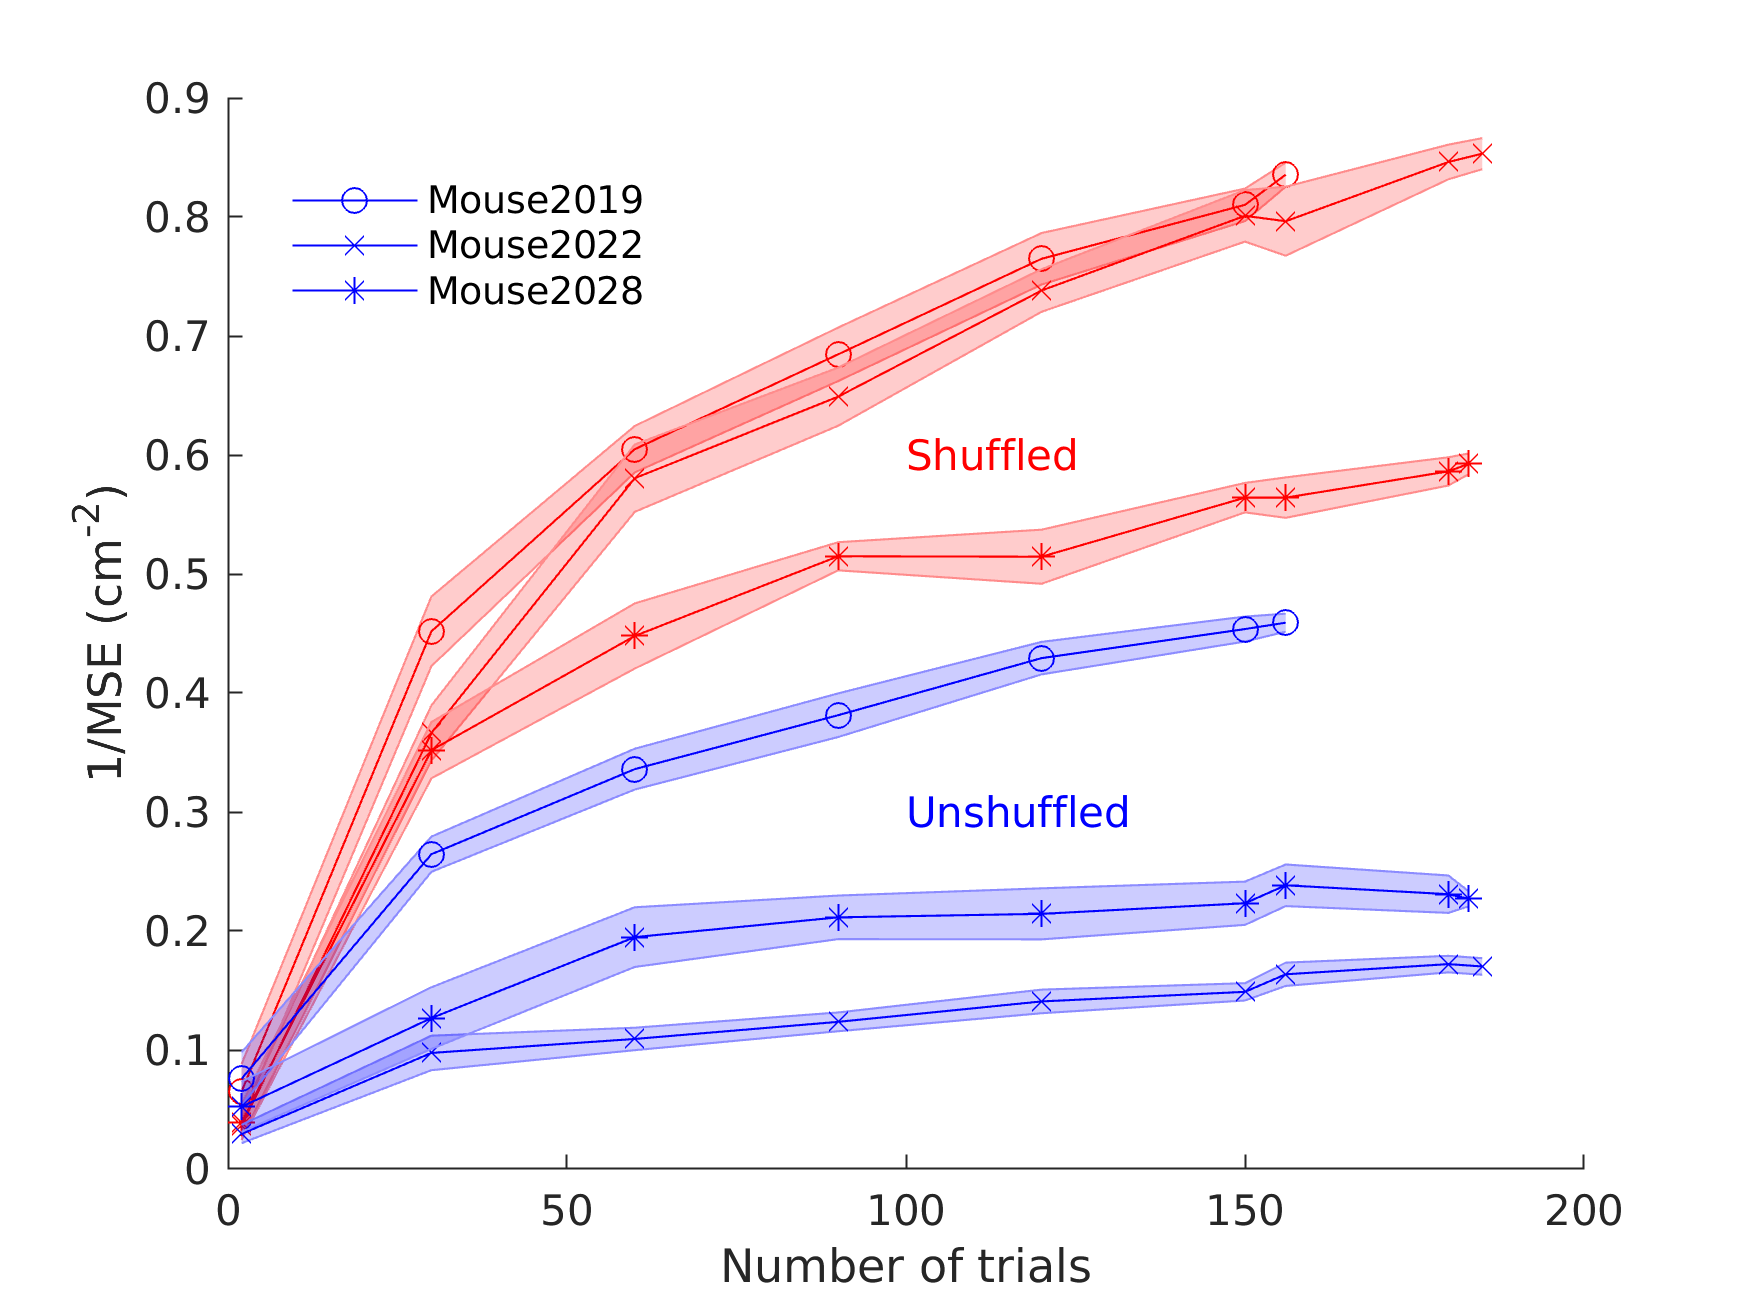 0.9
0.8
0.7
0.6
0.5
0.4
0.3
0.2
0.1
0
1/MSE (cm⁻²)
Mouse2019
Mouse2022
Mouse2028
Shuffled
Unshuffled
0 50 100 150 200
Number of trials